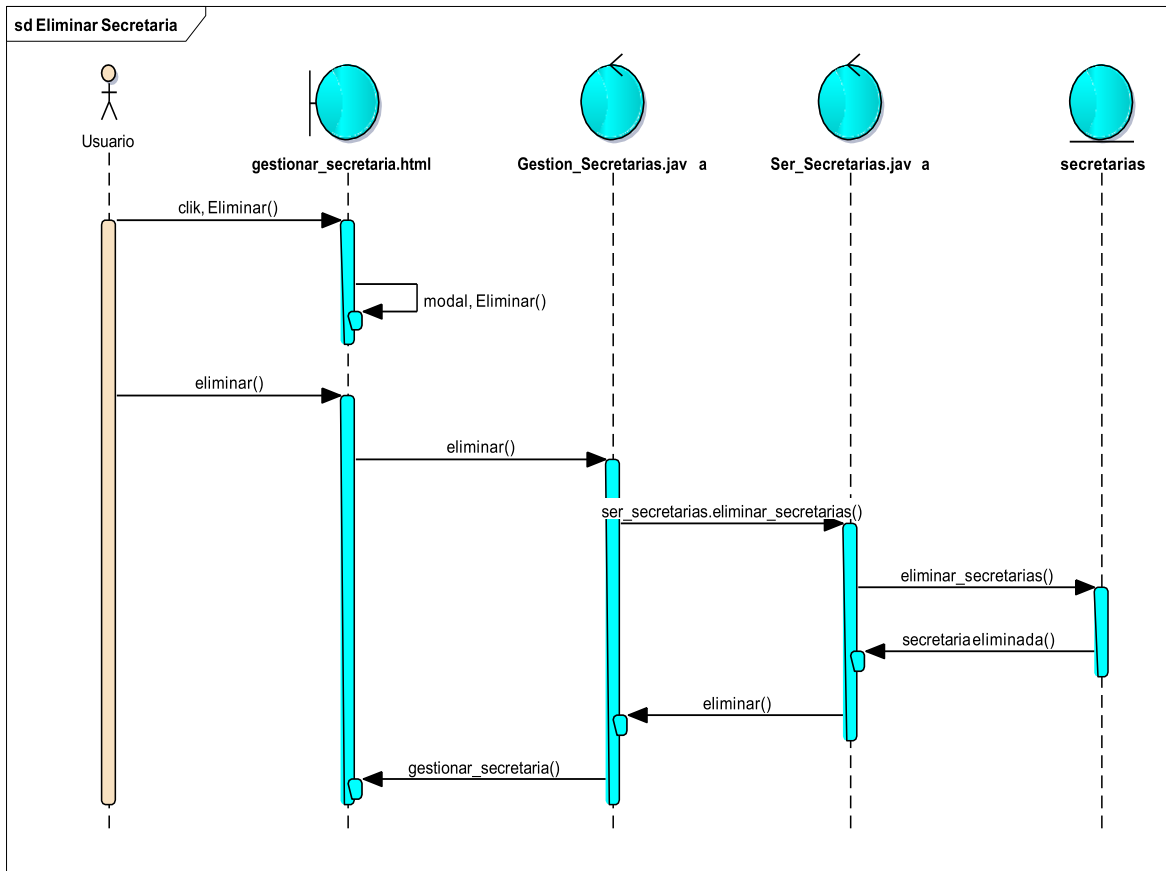 sd Eliminar Secretaria
Usuario
gestionar_secretaria.html
Gestion_Secretarias.jav a
Ser_Secretarias.jav a
secretarias
clik, Eliminar()
modal, Eliminar()
eliminar()
eliminar()
ser_secretarias.eliminar_secretarias()
eliminar_secretarias()
secretaria eliminada()
eliminar()
gestionar_secretaria()